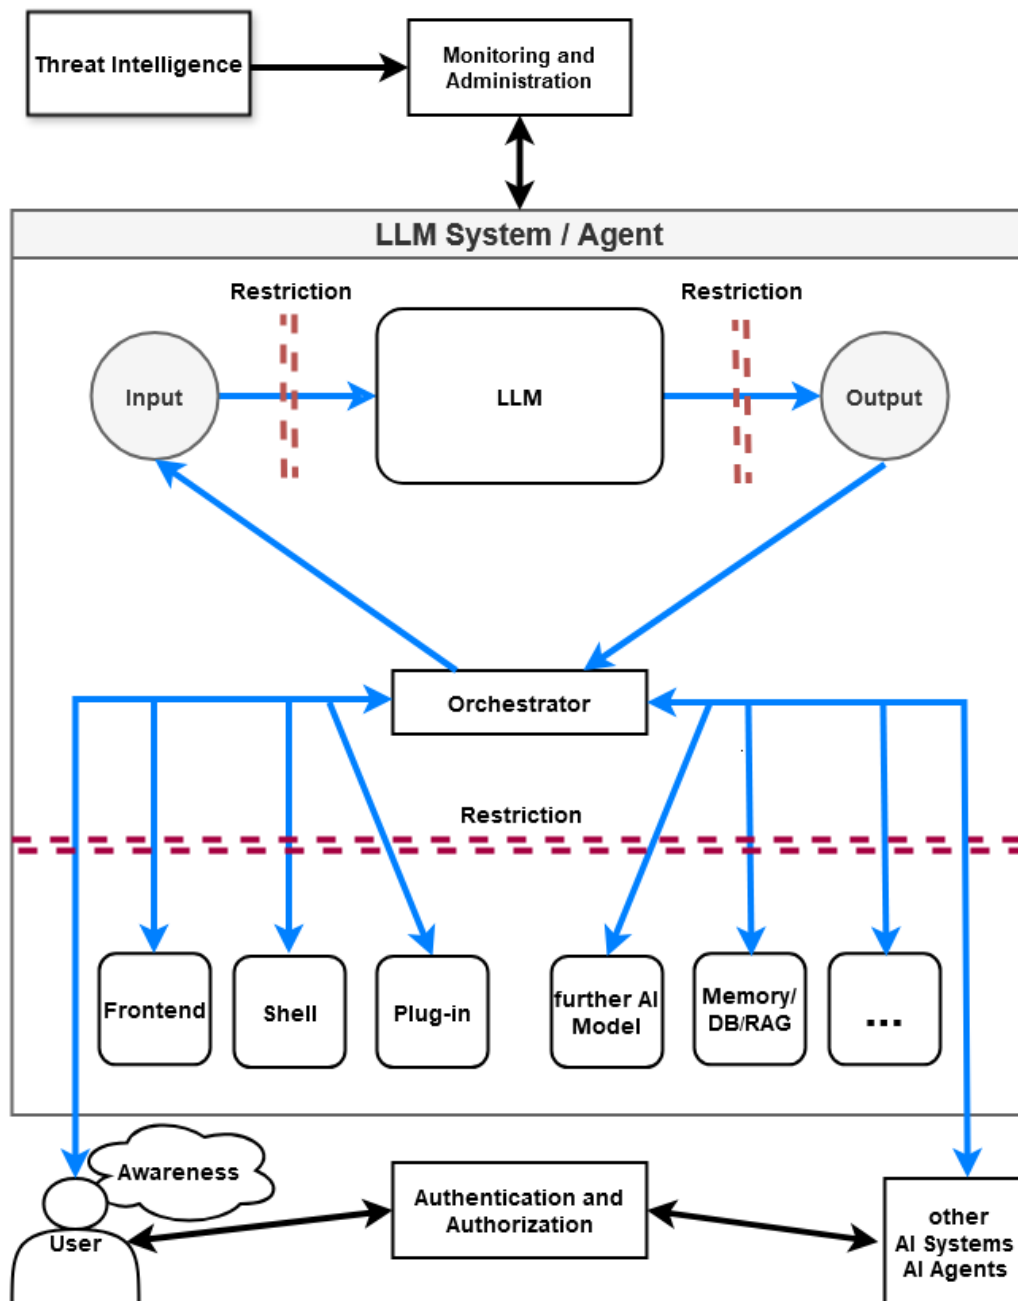 Threat Intelligence
Monitoring and
Administration
LLM System / Agent
Restriction
Restriction
Input
LLM
Output
Orchestrator
Restriction
Frontend
Shell
Plug-in
further AI
Model
Memory/
DB/RAG
...
Awareness
User
Authentication and
Authorization
other
AI Systems
AI Agents